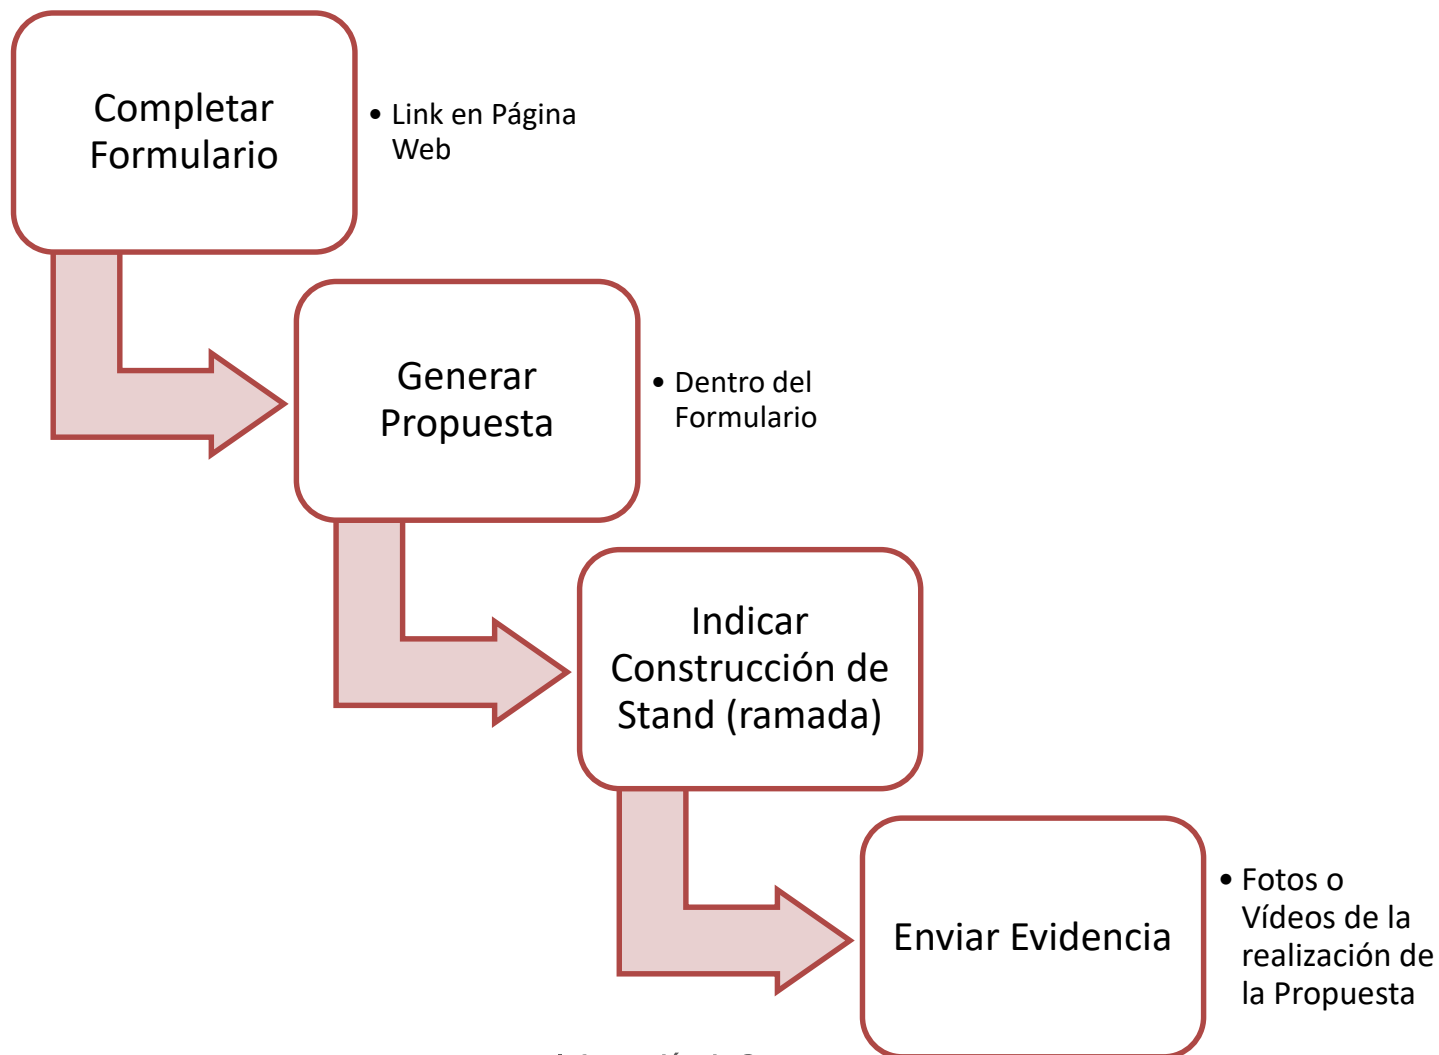 Completar
Formulario
• Link en Página
Web
Generar
Propuesta
• Dentro del
Formulario
Indicar
Construcción de
Stand (ramada)
Enviar Evidencia
• Fotos o
Vídeos de la
realización de
la Propuesta